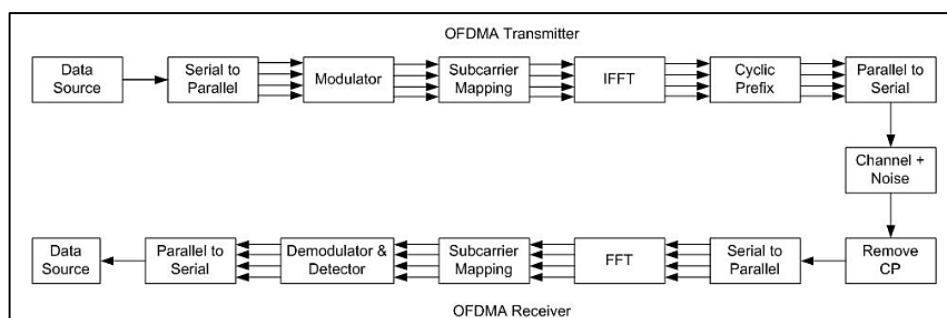 OFDMA Transmitter
Data
Source
Serial to
Parallel
Modulator
Subcarrier
Mapping
IFFT
Cyclic
Prefix
Parallel to
Serial
Channel +
Noise
Data
Source
Parallel to
Serial
Demodulator &
Detector
Subcarrier
Mapping
FFT
Serial to
Parallel
Remove
CP
OFDMA Receiver